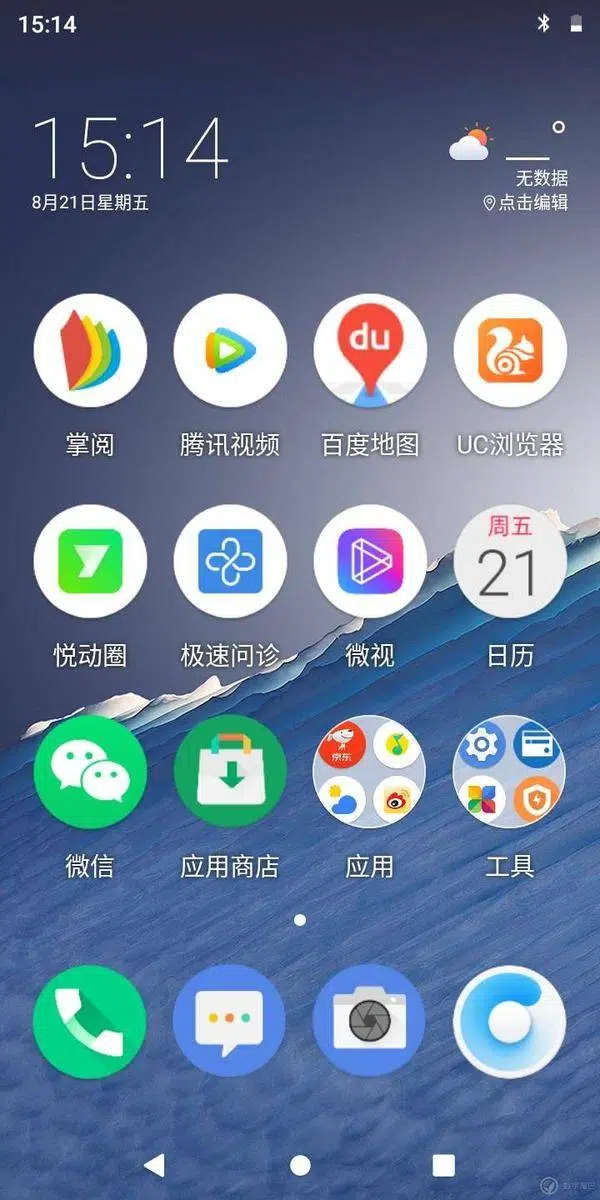 15:14
15:14
8月21日星期五
°
无数据
点击编辑
du
掌阅
腾讯视频
百度地图
UC浏览器
周五
21
悦动圈
极速问诊
微视
日历
京东
微信
应用商店
应用
工具